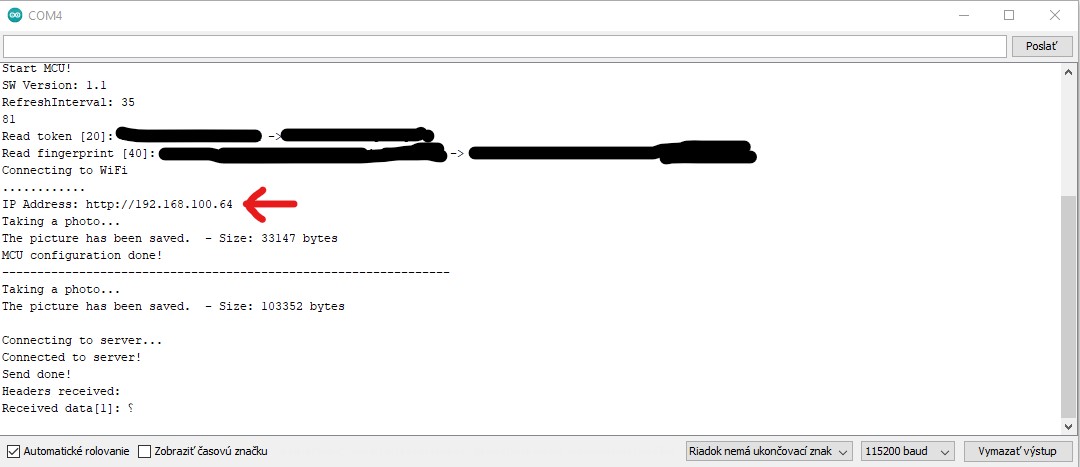 COM4
Poslať
Start MCU!
SW Version: 1.1
RefreshInterval: 35
81
Read token [20]: ->
Read fingerprint [40]: ->
Connecting to WiFi
............
IP Address: http://192.168.100.64
Taking a photo...
The picture has been saved.  - Size: 33147 bytes
MCU configuration done!
----------------------------------------------------------------
Taking a photo...
The picture has been saved.  - Size: 103352 bytes
Connecting to server...
Connected to server!
Send done!
Headers received:
Received data[1]: ⸮
Automatické rolovanie Zobraziť časovú značku Riadok nemá ukončovací znak 115200 baud Vymazať výstup